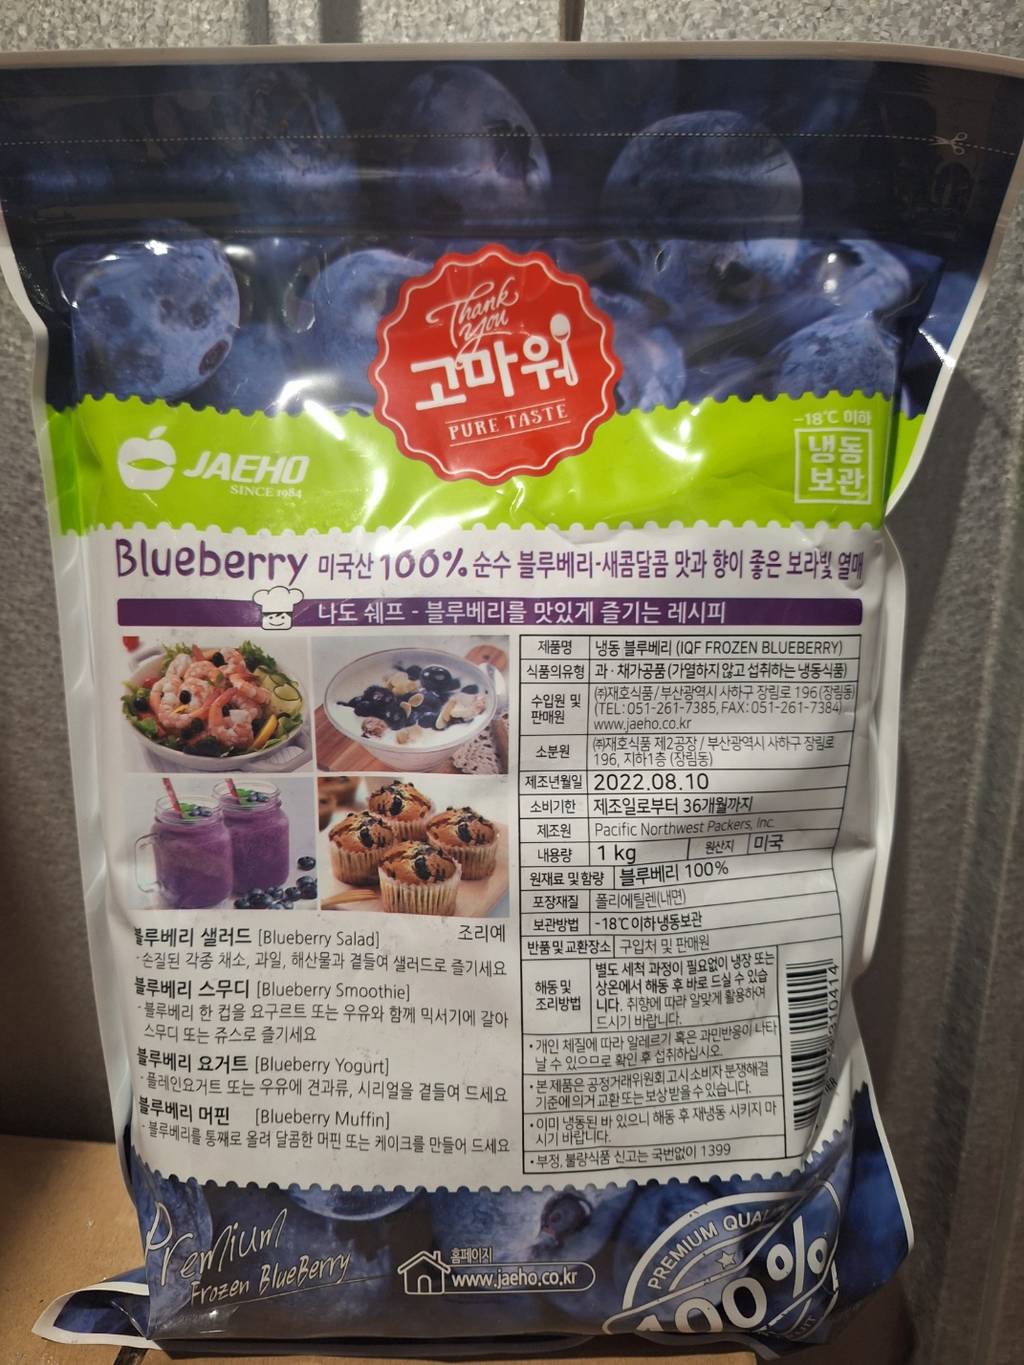 Thank
you
고마워
PURE TASTE
JAEHO
SINCE 1984
-18℃ 이하
냉동
보관
Blueberry 미국산 100% 순수 블루베리-새콤달콤 맛과 향이 좋은 보라빛 열매
나도 쉐프 - 블루베리를 맛있게 즐기는 레시피
제품명 냉동 블루베리 (IQF FROZEN BLUEBERRY)
식품의유형 과·채가공품(가열하지않고 섭취하는 냉동식품)
수입원 및 판매원 ㈜재호식품/부산광역시 사하구 장림로 196 (장림동)
(TEL:051-261-7385, FAX:051-261-7384)
www.jaeho.co.kr
소분원 ㈜재호식품 제2공장 / 부산광역시 사하구 장림로
196, 지하1층 (장림동)
제조년월일 2022.08.10
소비기한 제조일로부터 36개월까지
제조원 Pacific Northwest Packers, Inc.
내용량 1 kg 원산지 미국
원재료 및 함량 블루베리 100%
포장재질 폴리에틸렌(내면)
보관방법 -18℃이하냉동보관
반품 및 교환장소 구입처 및 판매원
해동 및 조리방법 별도 세척 과정이 필요없이 냉장 또는
상온에서 해동 후 바로 드실 수 있습
니다. 취향에 따라 알맞게 활용하여
드시기 바랍니다.
• 개인 체질에 따라 알레르기 혹은 과민반응이 나타
날 수 있으므로 확인 후 섭취하십시오.
• 본 제품은 공정거래위원회 고시 소비자 분쟁해결
기준에의거 교환 또는 보상받을 수 있습니다.
• 이미 냉동된 바 있으니 해동 후 재냉동 시키지 마
시기 바랍니다.
• 부정, 불량식품 신고는 국번없이 1399
조리예
블루베리 샐러드 [Blueberry Salad]
- 손질된 각종 채소, 과일, 해산물과 곁들여 샐러드로 즐기세요
블루베리 스무디 [Blueberry Smoothie]
- 블루베리 한 컵을 요구르트 또는 우유와 함께 믹서기에 갈아
스무디 또는 쥬스로 즐기세요
블루베리 요거트 [Blueberry Yogurt]
- 플레인요거트 또는 우유에 견과류, 시리얼을 곁들여 드세요
블루베리 머핀 [Blueberry Muffin]
- 블루베리를 통째로 올려 달콤한 머핀 또는 케이크를 만들어 드세요
Premium
Frozen BlueBerry
홈페이지
www.jaeho.co.kr
PREMIUM
100%